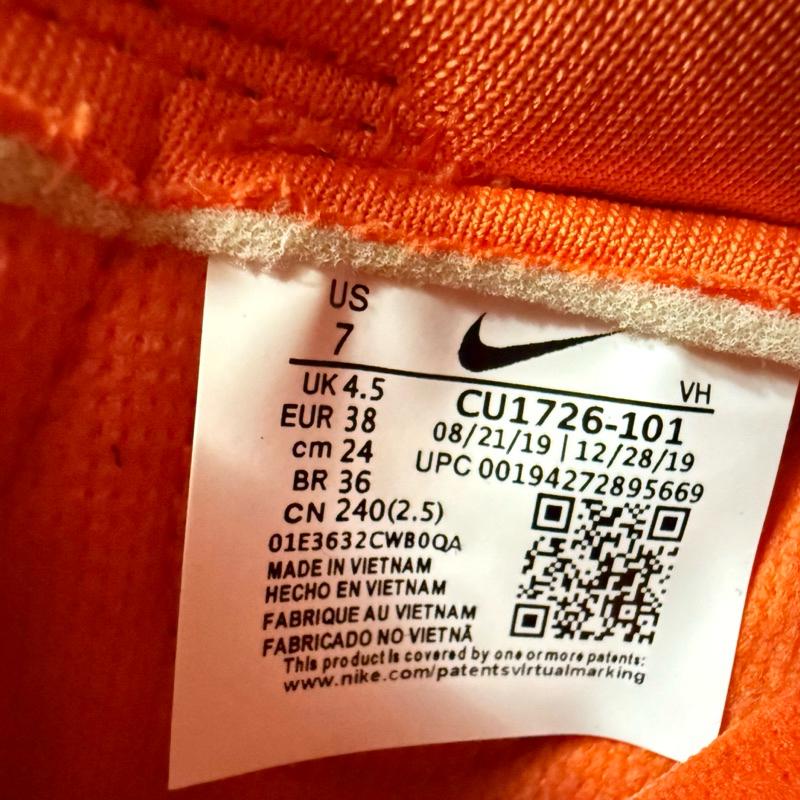 US
7
UK 4.5
EUR 38
cm 24
BR 36
CN 240(2.5)
VH
CU1726-101
08/21/19 | 12/28/19
UPC 00194272895669
01E3632CWB0QA
MADE IN VIETNAM
HECHO EN VIETNAM
FABRIQUE AU VIETNAM
FABRICADO NO VIETNÃ
This product is covered by one or more patents:
www.nike.com/patentsvirtualmarking